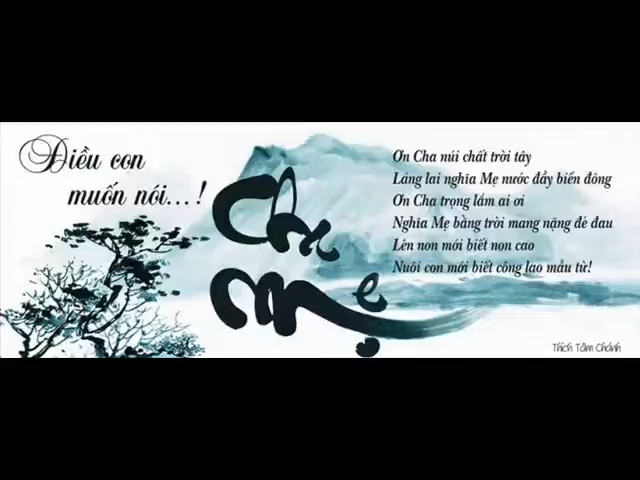 Điều con
muốn nói...!
Cha
Mẹ
Ơn Cha núi chất trời tây
Láng lai nghĩa Mẹ nước đầy biển đông
Ơn Cha trọng lắm ai ơi
Nghĩa Mẹ bằng trời mang nặng đẻ đau
Lên non mới biết non cao
Nuôi con mới biết công lao mẫu từ!
Thích Tâm Chánh